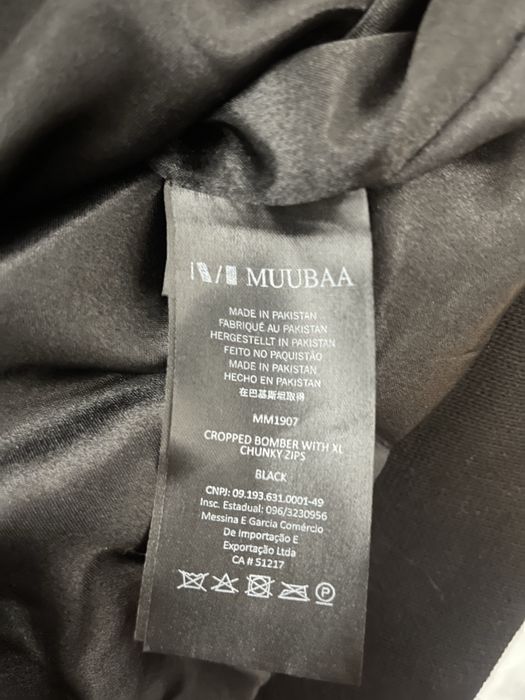 MUUBAA
MADE IN PAKISTAN
FABRIQUÉ AU PAKISTAN
HERGESTELLT IN PAKISTAN
FEITO NO PAQUISTÃO
MADE IN PAKISTAN
HECHO EN PAKISTAN
在巴基斯坦取得
MM1907
CROPPED BOMBER WITH XL
CHUNKY ZIPS
BLACK
CNPJ: 09.193.631.0001-49
Insc. Estadual: 096/3230956
Messina E Garcia Comércio
De Importação E
Exportação Ltda
CA # 51217
P